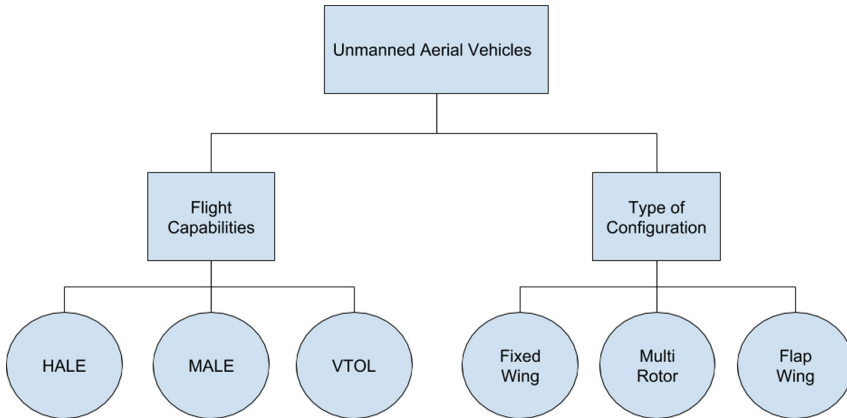 Unmanned Aerial Vehicles
Flight
Capabilities
Type of
Configuration
HALE
MALE
VTOL
Fixed
Wing
Multi
Rotor
Flap
Wing